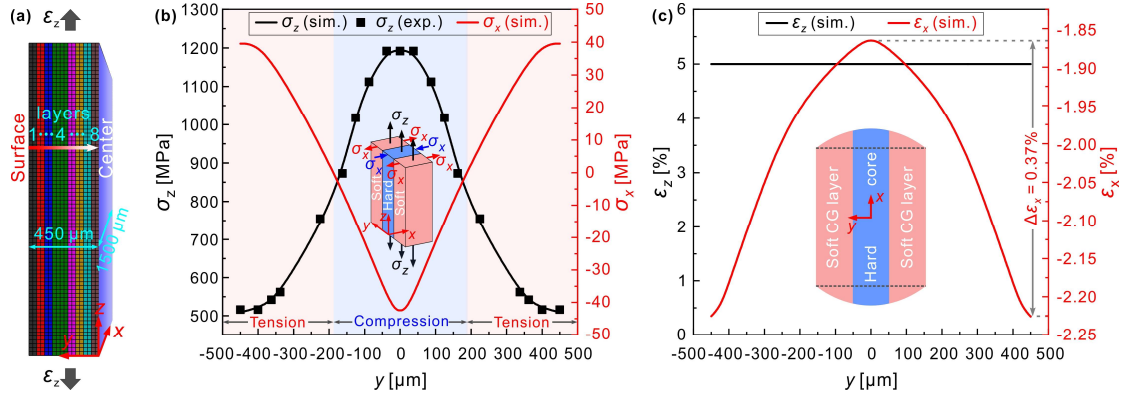 (a)
ε_z
layers
1···4···8
Surface
Center
450 μm
1500 μm
z
x
y
ε_z
(b)
σ_z (sim.) σ_z (exp.) σ_x (sim.)
1300
1200
1100
1000
900
800
700
600
500
σ_z [MPa]
50
40
30
20
10
0
-10
-20
-30
-40
-50
σ_x [MPa]
σ_z
σ_x σ_x
σ_x σ_x
σ_x σ_x
Soft Hard Soft
z
y x
σ_z
Tension Compression Tension
-500 -400 -300 -200 -100 0 100 200 300 400 500
y [μm]
(c)
ε_z (sim.) ε_x (sim.)
6
5
4
3
2
1
0
ε_z [%]
-1.85
-1.90
-1.95
-2.00
-2.05
-2.10
-2.15
-2.20
-2.25
ε_x [%]
Δε_x = 0.37%
Soft CG layer
Hard core
Soft CG layer
x
y
-500 -400 -300 -200 -100 0 100 200 300 400 500
y [μm]